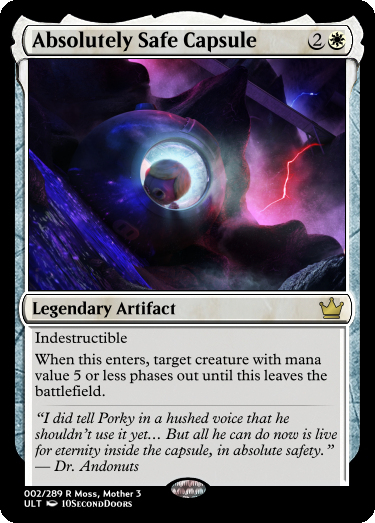 Absolutely Safe Capsule 2
Legendary Artifact
Indestructible
When this enters, target creature with mana
value 5 or less phases out until this leaves the
battlefield.
“I did tell Porky in a hushed voice that he
shouldn't use it yet… But all he can do now is live
for eternity inside the capsule, in absolute safety.”
— Dr. Andonuts
002/289 R Moss, Mother 3
ULT 10SecondDoors